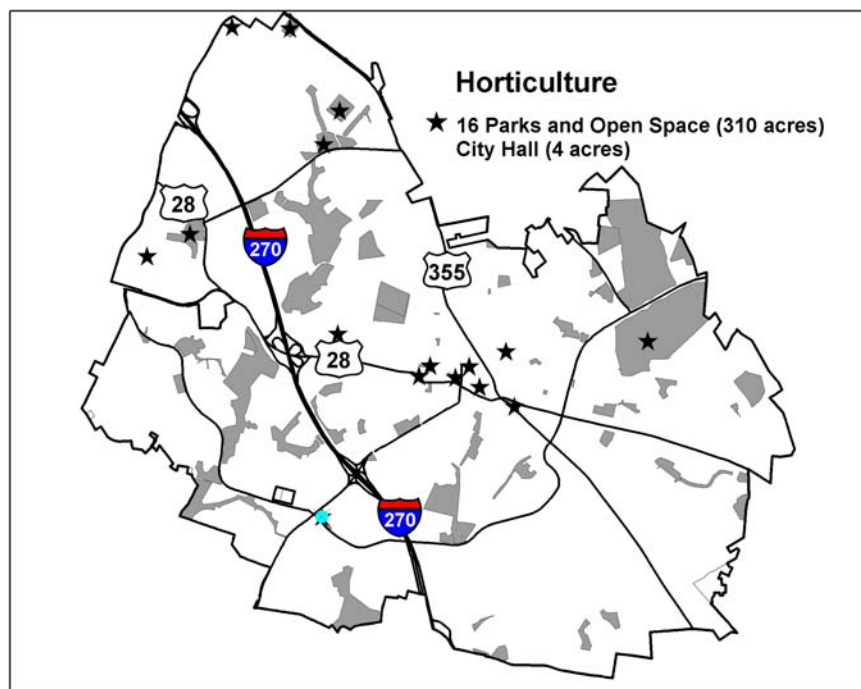 Horticulture
16 Parks and Open Space (310 acres)
City Hall (4 acres)
28
270
355
28
270